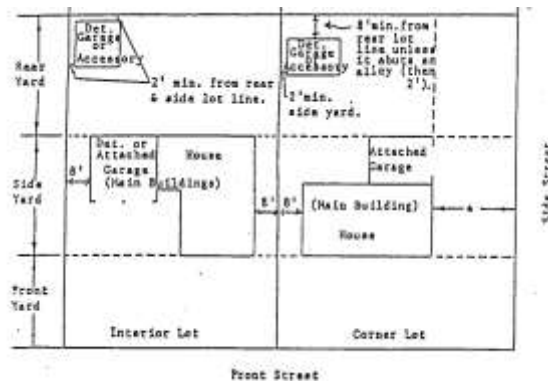 Det.
Garage
or
Accessory
2' min. from rear
& side lot line.
Det.
Garage
or
Accessory
8' min. from
rear lot
line unless
it abuts an
alley (then
2').
2' min.
side yard.
Rear
Yard
Det. or
Attached
Garage
(Main Buildings)
House
8'
Side
Yard
8'
8'
Attached
Garage
(Main Building)
House
Side Street
Front
Yard
Interior Lot
Corner Lot
Front Street